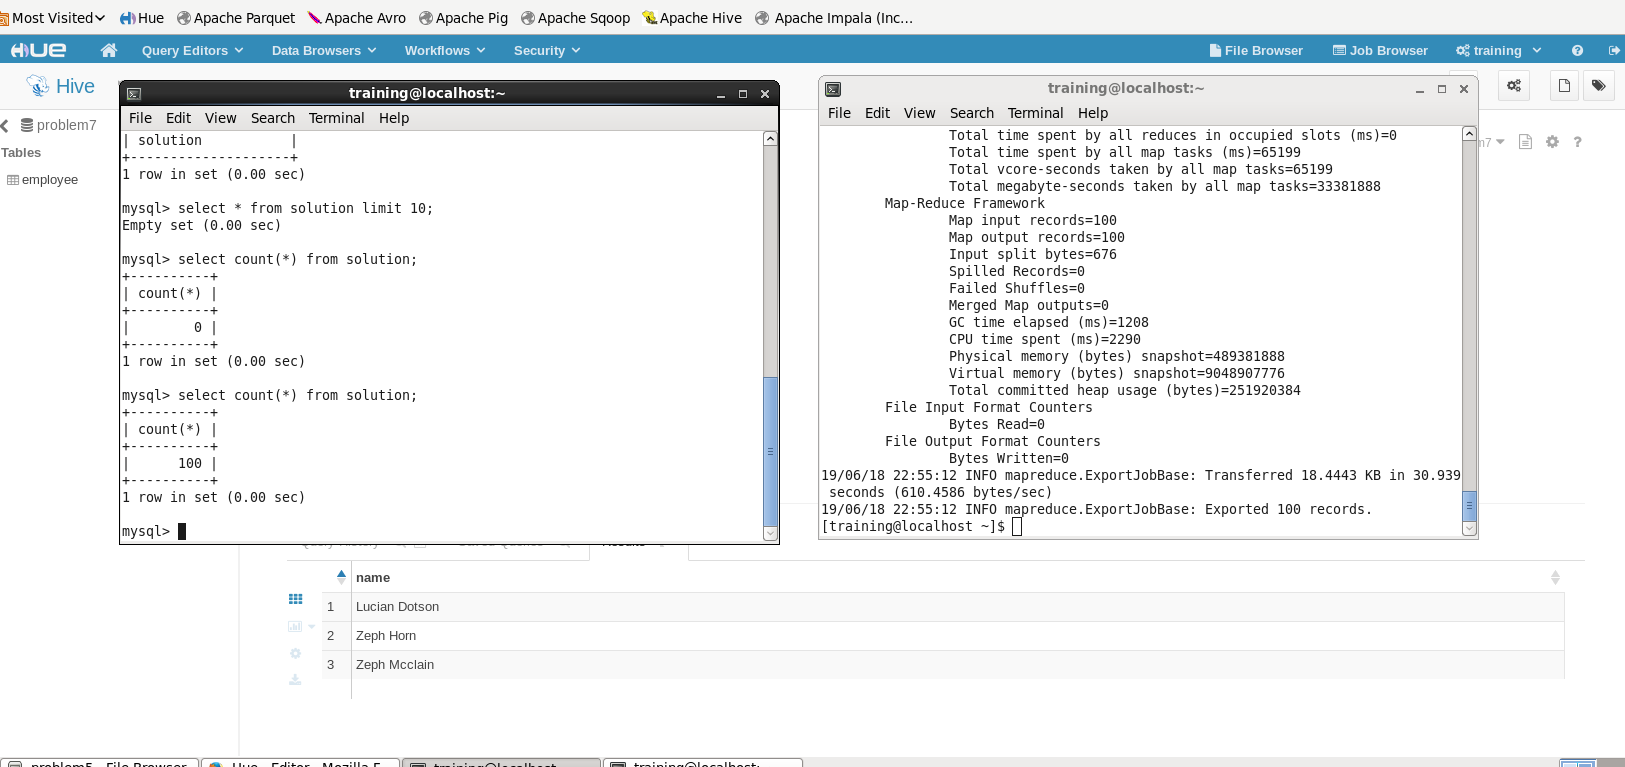 Most Visited Hue Apache Parquet Apache Avro Apache Pig Apache Sqoop Apache Hive Apache Impala (Inc...
HUE Query Editors Data Browsers Workflows Security File Browser Job Browser training
Hive
problem7
Tables
employee
training@localhost:~
File Edit View Search Terminal Help
| solution           |
+--------------------+
1 row in set (0.00 sec)
mysql> select * from solution limit 10;
Empty set (0.00 sec)
mysql> select count(*) from solution;
+----------+
| count(*) |
+----------+
|        0 |
+----------+
1 row in set (0.00 sec)
mysql> select count(*) from solution;
+----------+
| count(*) |
+----------+
|      100 |
+----------+
1 row in set (0.00 sec)
mysql>
training@localhost:~
File Edit View Search Terminal Help
Total time spent by all reduces in occupied slots (ms)=0
Total time spent by all map tasks (ms)=65199
Total vcore-seconds taken by all map tasks=65199
Total megabyte-seconds taken by all map tasks=33381888
Map-Reduce Framework
Map input records=100
Map output records=100
Input split bytes=676
Spilled Records=0
Failed Shuffles=0
Merged Map outputs=0
GC time elapsed (ms)=1208
CPU time spent (ms)=2290
Physical memory (bytes) snapshot=489381888
Virtual memory (bytes) snapshot=9048907776
Total committed heap usage (bytes)=251920384
File Input Format Counters
Bytes Read=0
File Output Format Counters
Bytes Written=0
19/06/18 22:55:12 INFO mapreduce.ExportJobBase: Transferred 18.4443 KB in 30.939
seconds (610.4586 bytes/sec)
19/06/18 22:55:12 INFO mapreduce.ExportJobBase: Exported 100 records.
[training@localhost ~]$
m7
name
1 Lucian Dotson
2 Zeph Horn
3 Zeph Mcclain
problem5 - File Browser Hue - Editor - Mozilla F... training@localhost:~ training@localhost:~